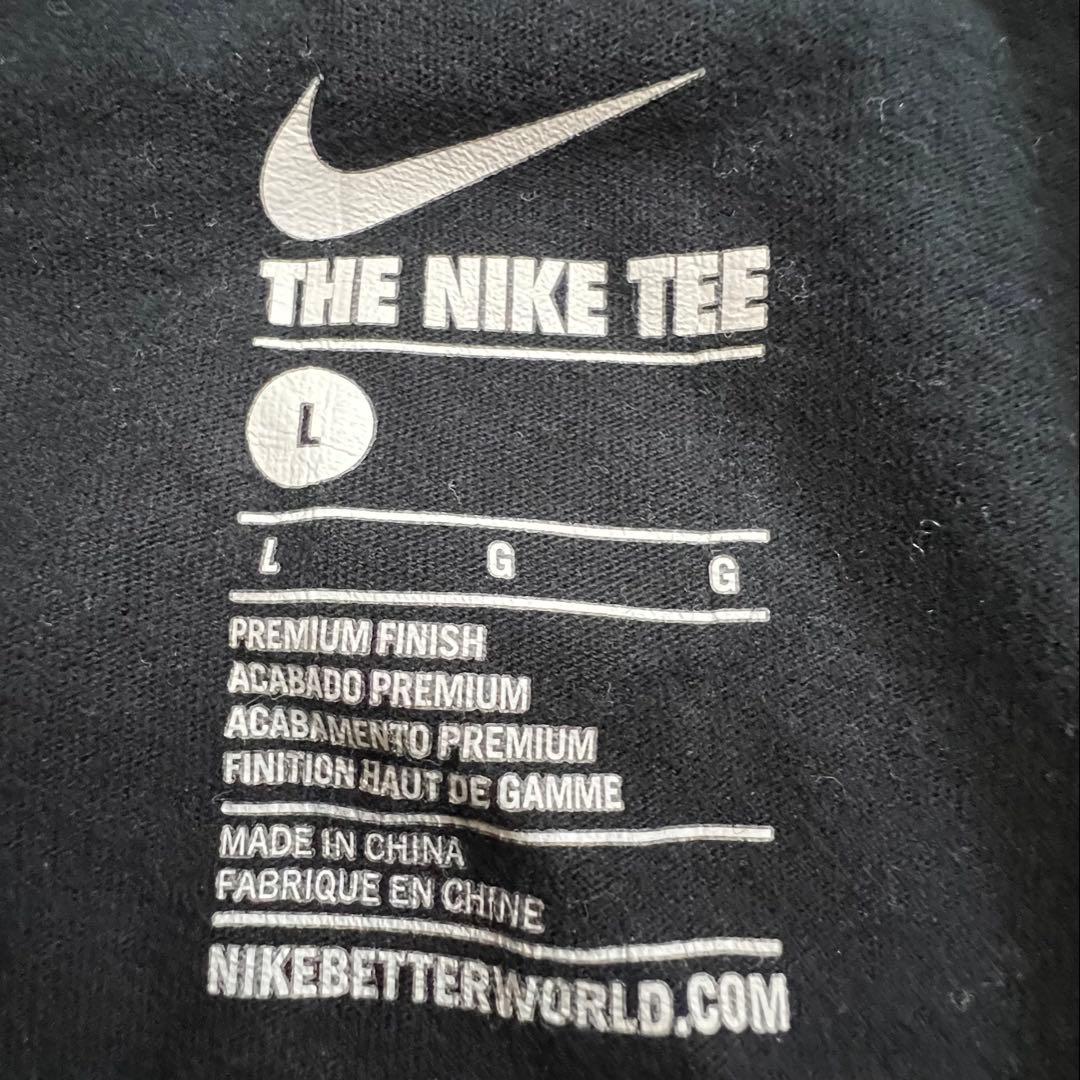 THE NIKE TEE
L
L G G
PREMIUM FINISH
ACABADO PREMIUM
ACABAMENTO PREMIUM
FINITION HAUT DE GAMME
MADE IN CHINA
FABRIQUE EN CHINE
NIKEBETTERWORLD.COM